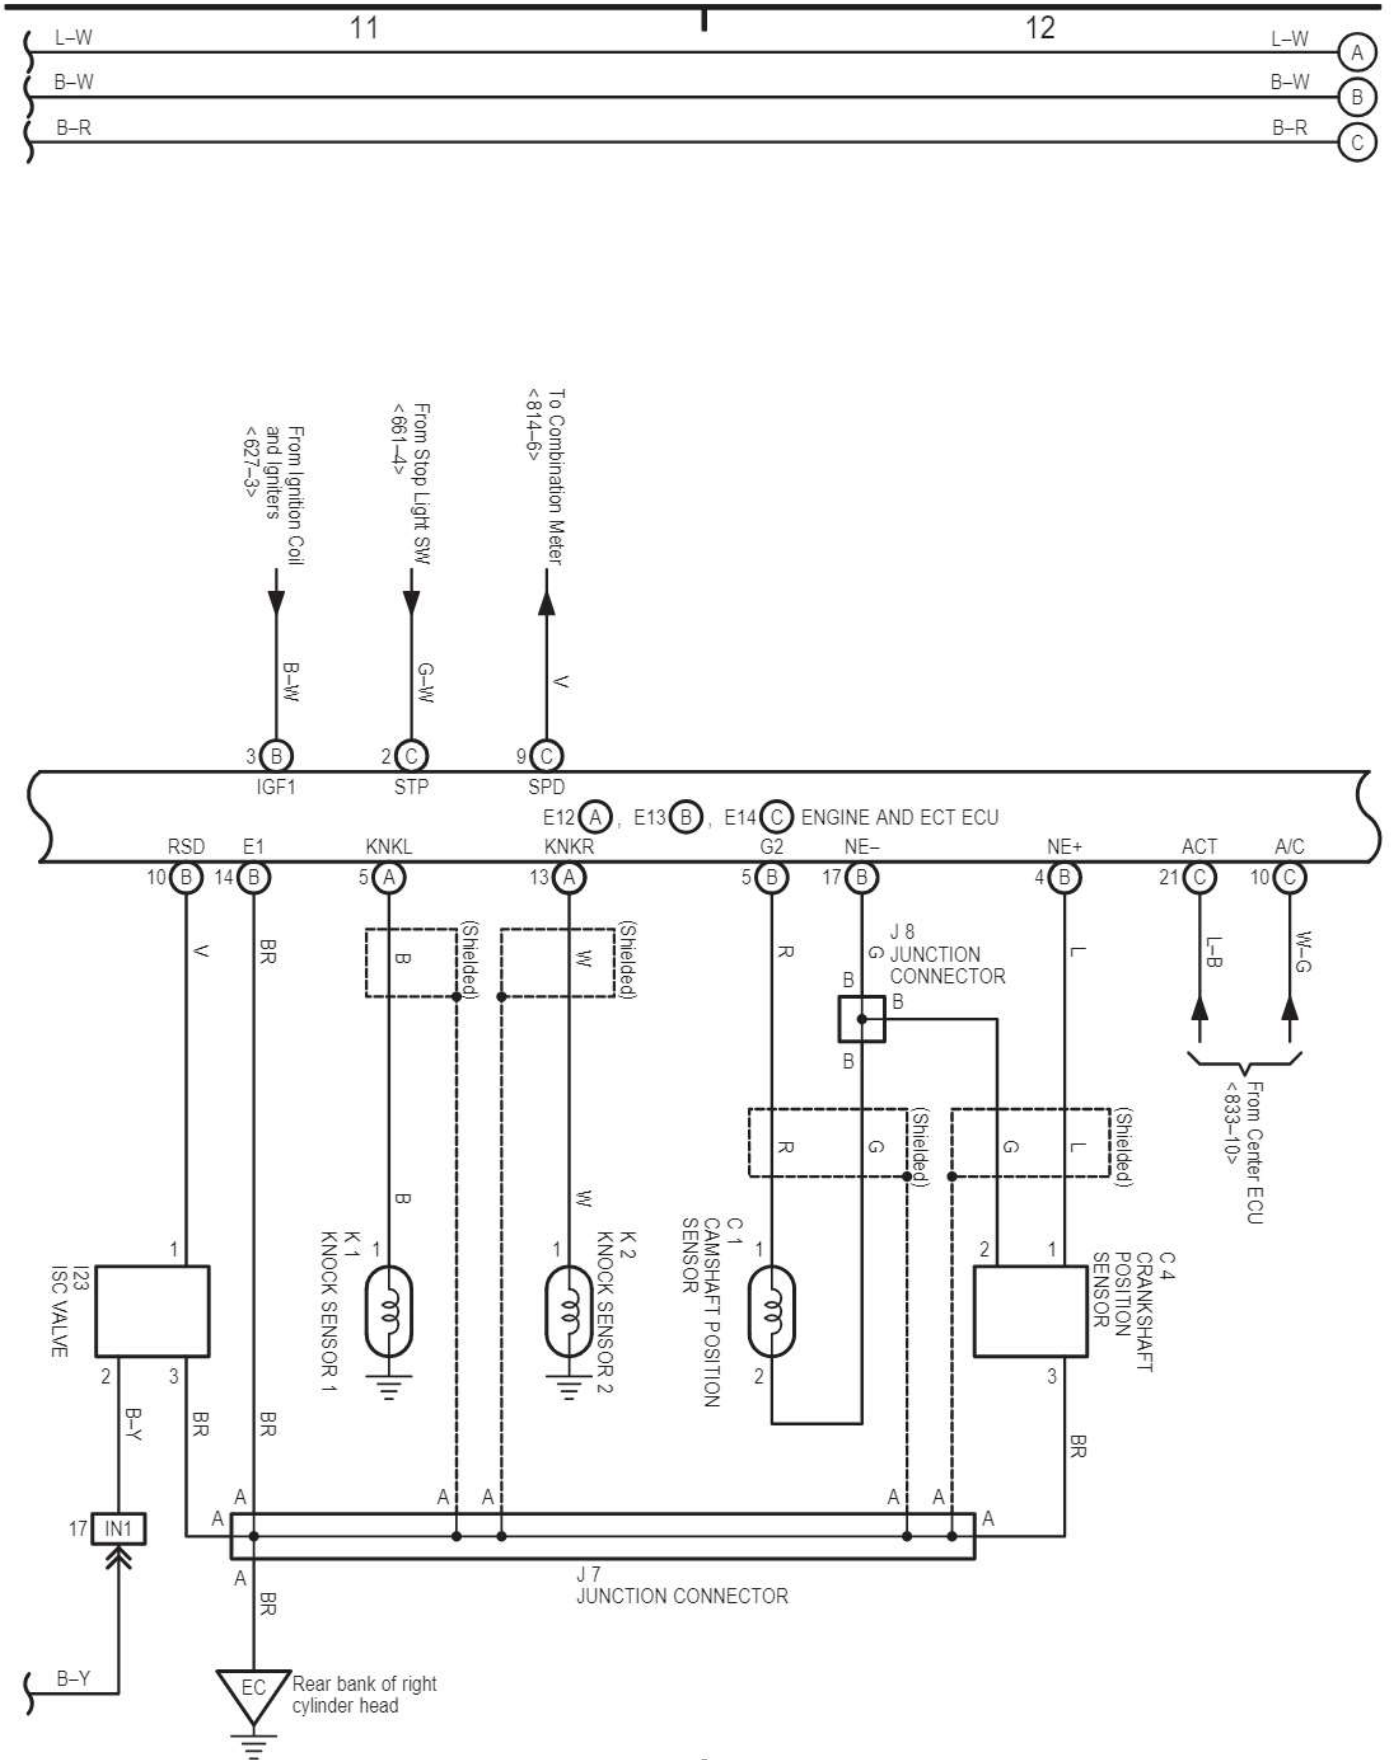 11
12
L–W
L–W
A
B–W
B–W
B
B–R
B–R
C
From Ignition Coil
and Igniters
<627–3>
From Stop Light SW
<661–4>
To Combination Meter
<814–6>
B–W
G–W
V
3 B
2 C
9 C
IGF1
STP
SPD
E12 A , E13 B , E14 C ENGINE AND ECT ECU
RSD
E1
KNKL
KNKR
G2
NE–
NE+
ACT
A/C
10 B
14 B
5 A
13 A
5 B
17 B
4 B
21 C
10 C
V
BR
B
(Shielded)
W
(Shielded)
R
G
J 8
JUNCTION
CONNECTOR
B
B
B
L
L–B
W–G
From Center ECU
<833–10>
R
G
(Shielded)
G
L
(Shielded)
B
W
1
I23
ISC VALVE
2
3
1
K 1
KNOCK SENSOR 1
1
K 2
KNOCK SENSOR 2
1
C 1
CAMSHAFT POSITION
SENSOR
2
2
1
C 4
CRANKSHAFT
POSITION
SENSOR
3
B–Y
BR
BR
BR
A
A
A
A
A
A
A
17 IN1
A
J 7
JUNCTION CONNECTOR
BR
B–Y
EC
Rear bank of right
cylinder head